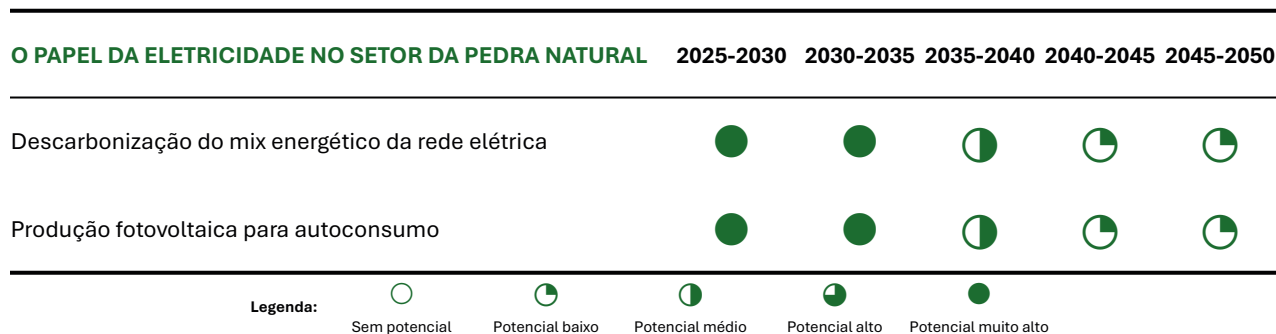 O PAPEL DA ELETRICIDADE NO SETOR DA PEDRA NATURAL 2025-2030 2030-2035 2035-2040 2040-2045 2045-2050
Descarbonização do mix energético da rede elétrica
Produção fotovoltaica para autoconsumo
Legenda:
Sem potencial Potencial baixo Potencial médio Potencial alto Potencial muito alto